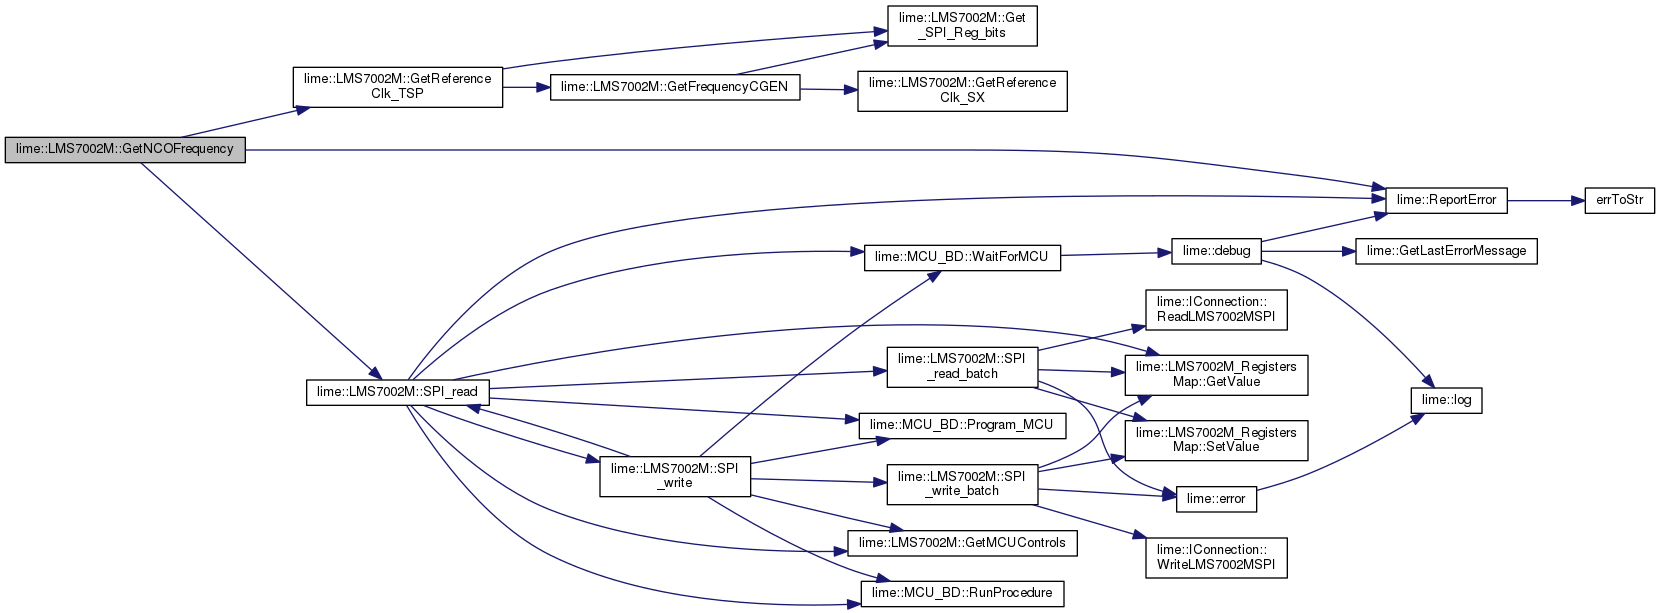 lime::LMS7002M::Get
_SPI_Reg_bits
lime::LMS7002M::GetReference
Clk_TSP
lime::LMS7002M::GetFrequencyCGEN
lime::LMS7002M::GetReference
Clk_SX
lime::LMS7002M::GetNCOFrequency
lime::ReportError
errToStr
lime::MCU_BD::WaitForMCU
lime::debug
lime::GetLastErrorMessage
lime::IConnection::
ReadLMS7002MSPI
lime::LMS7002M::SPI
_read_batch
lime::LMS7002M_Registers
Map::GetValue
lime::LMS7002M::SPI_read
lime::log
lime::MCU_BD::Program_MCU
lime::LMS7002M_Registers
Map::SetValue
lime::LMS7002M::SPI
_write
lime::LMS7002M::SPI
_write_batch
lime::error
lime::LMS7002M::GetMCUControls
lime::IConnection::
WriteLMS7002MSPI
lime::MCU_BD::RunProcedure